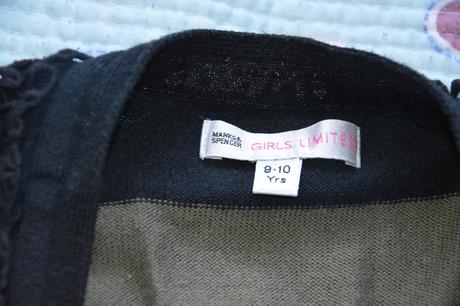 MARKS&
SPENCER
GIRLS LIMITED
9-10
Yrs